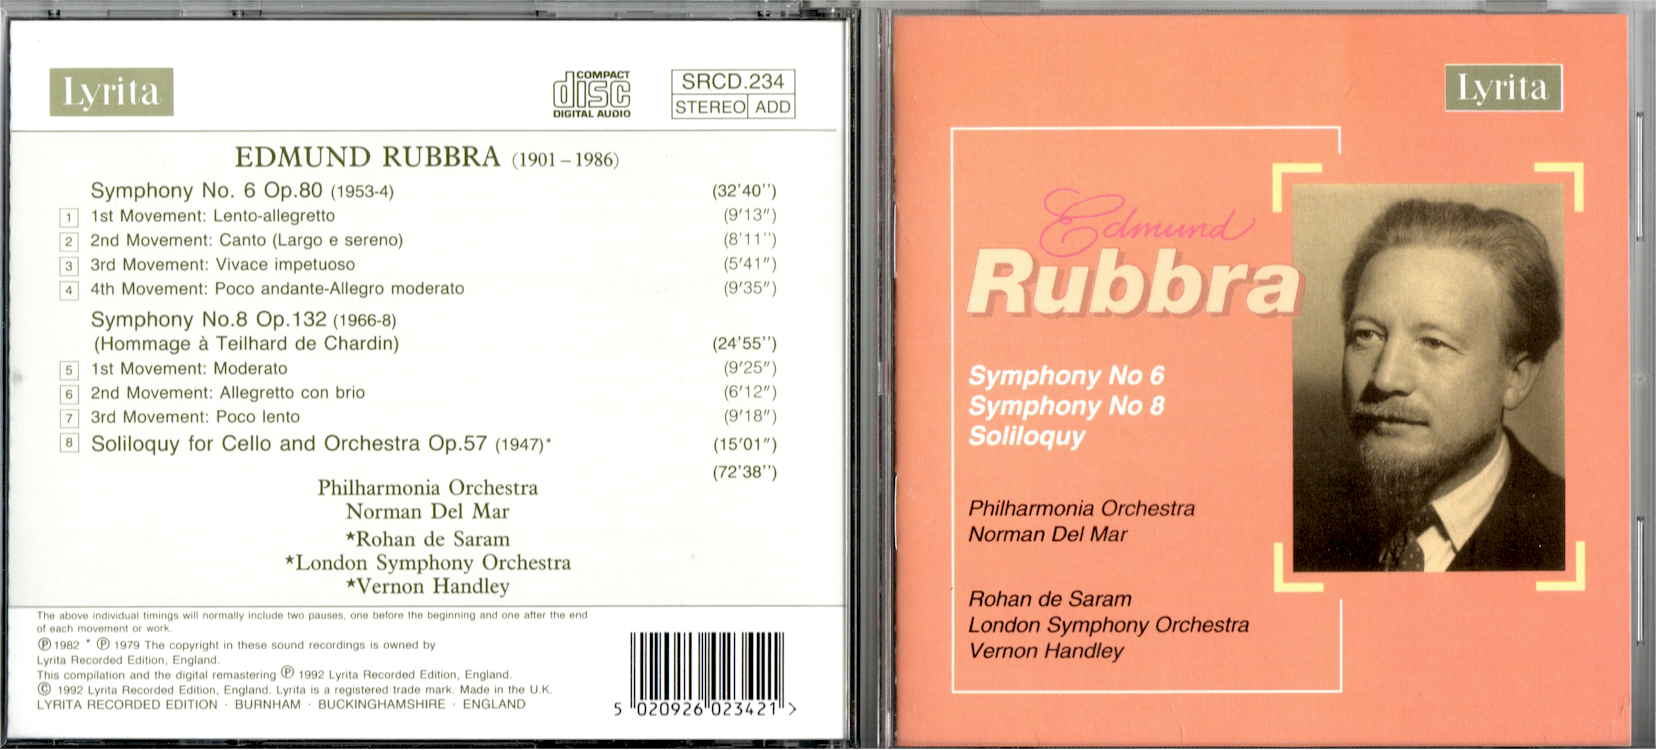 Lyrita
COMPACT
disc
DIGITAL AUDIO
SRCD.234
STEREO ADD
EDMUND RUBBRA (1901–1986)
Symphony No. 6 Op.80 (1953-4) (32'40'')
1 1st Movement: Lento-allegretto (9'13")
2 2nd Movement: Canto (Largo e sereno) (8'11'')
3 3rd Movement: Vivace impetuoso (5'41'')
4 4th Movement: Poco andante-Allegro moderato (9'35")
Symphony No.8 Op.132 (1966-8)
(Hommage à Teilhard de Chardin) (24'55'')
5 1st Movement: Moderato (9'25")
6 2nd Movement: Allegretto con brio (6'12")
7 3rd Movement: Poco lento (9'18")
8 Soliloquy for Cello and Orchestra Op.57 (1947)* (15'01")
(72'38'')
Philharmonia Orchestra
Norman Del Mar
★Rohan de Saram
★London Symphony Orchestra
★Vernon Handley
The above individual timings will normally include two pauses, one before the beginning and one after the end
of each movement or work.
℗ 1982 * ℗ 1979 The copyright in these sound recordings is owned by
Lyrita Recorded Edition, England.
This compilation and the digital remastering ℗ 1992 Lyrita Recorded Edition, England.
© 1992 Lyrita Recorded Edition, England. Lyrita is a registered trade mark. Made in the U.K.
LYRITA RECORDED EDITION · BURNHAM · BUCKINGHAMSHIRE · ENGLAND
5 020926 023421 >
Lyrita
Edmund
Rubbra
Symphony No 6
Symphony No 8
Soliloquy
Philharmonia Orchestra
Norman Del Mar
Rohan de Saram
London Symphony Orchestra
Vernon Handley